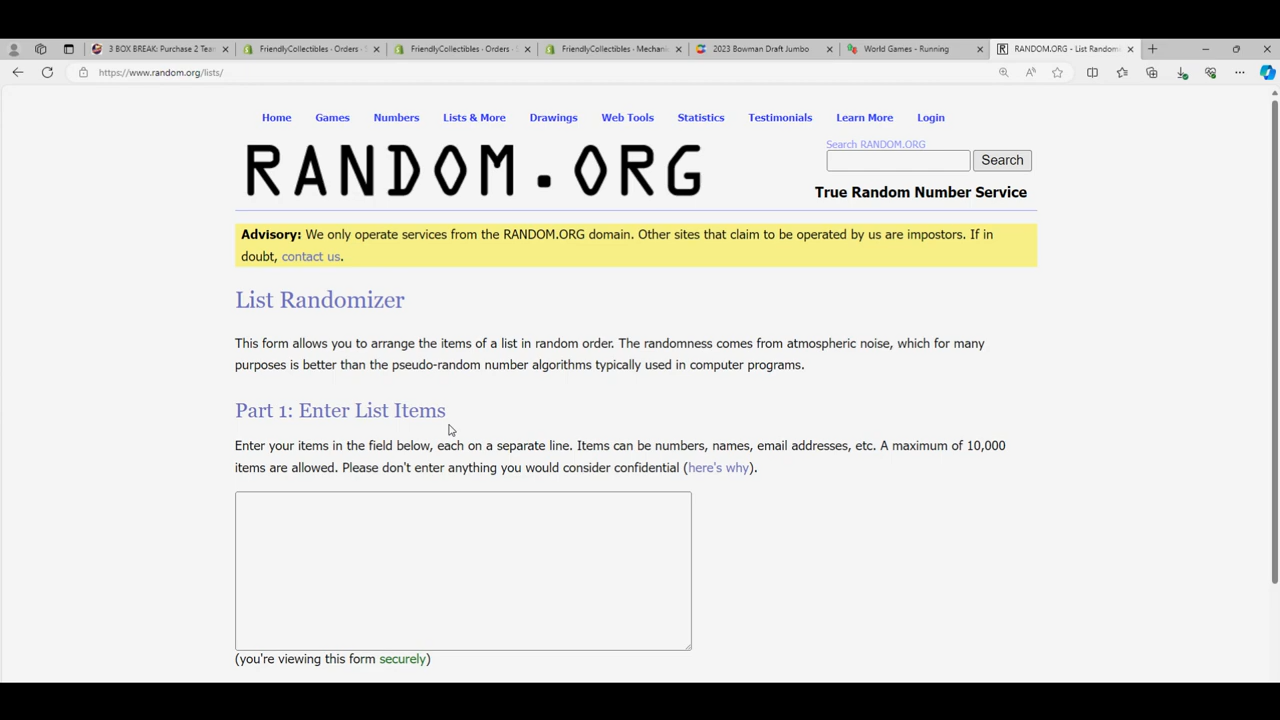 3 BOX BREAK: Purchase 2 Tea
FriendlyCollectibles · Orders ·
FriendlyCollectibles · Orders · S
FriendlyCollectibles · Mechani
2023 Bowman Draft Jumbo
World Games - Running
RANDOM.ORG - List Random
https://www.random.org/lists/
Home Games Numbers Lists & More Drawings Web Tools Statistics Testimonials Learn More Login
RANDOM.ORG
Search RANDOM.ORG
Search
True Random Number Service
Advisory: We only operate services from the RANDOM.ORG domain. Other sites that claim to be operated by us are impostors. If in
doubt, contact us.
List Randomizer
This form allows you to arrange the items of a list in random order. The randomness comes from atmospheric noise, which for many
purposes is better than the pseudo-random number algorithms typically used in computer programs.
Part 1: Enter List Items
Enter your items in the field below, each on a separate line. Items can be numbers, names, email addresses, etc. A maximum of 10,000
items are allowed. Please don't enter anything you would consider confidential (here's why).
(you're viewing this form securely)